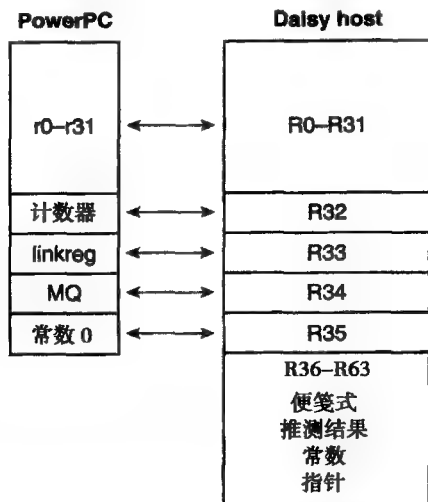 PowerPC
Daisy host
r0–r31
R0–R31
计数器
R32
linkreg
R33
MQ
R34
常数 0
R35
R36–R63
便笺式
推测结果
常数
指针